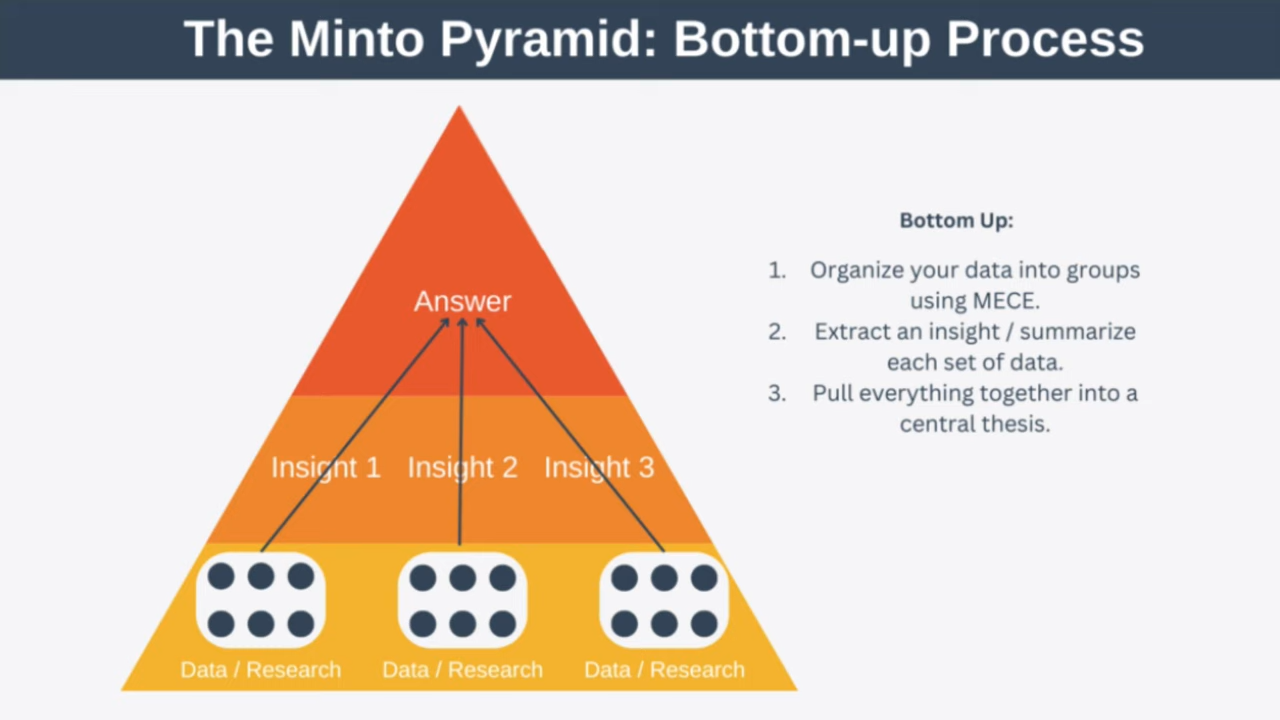 The Minto Pyramid: Bottom-up Process
Answer
Insight 1 Insight 2 Insight 3
Data / Research Data / Research Data / Research
Bottom Up:
1. Organize your data into groups
using MECE.
2. Extract an insight / summarize
each set of data.
3. Pull everything together into a
central thesis.